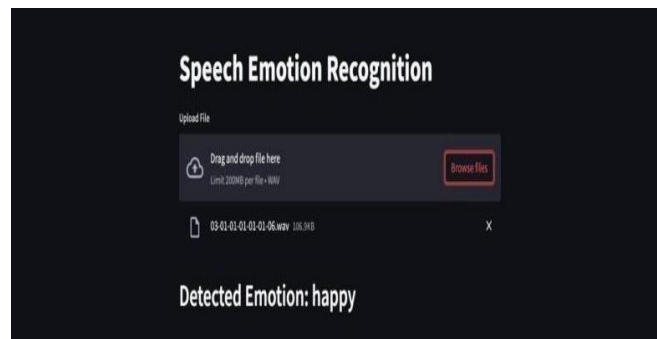 Speech Emotion Recognition
Upload File
Drag and drop file here
Limit 200MB per file • WAV
Browse files
03-01-01-01-01-01-06.wav 106.9KB
X
Detected Emotion: happy